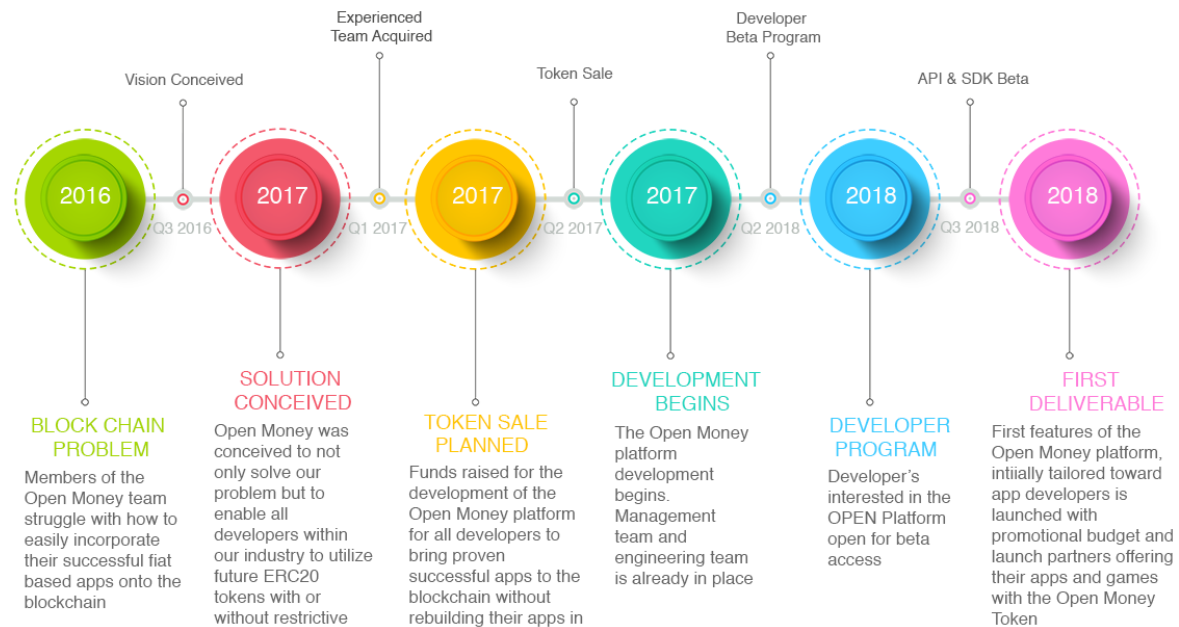 Experienced
Team Acquired
Developer
Beta Program
Vision Conceived
Token Sale
API & SDK Beta
2016
2017
2017
2017
2018
2018
Q3 2016
Q1 2017
Q2 2017
Q2 2018
Q3 2018
BLOCK CHAIN
PROBLEM
Members of the
Open Money team
struggle with how to
easily incorporate
their successful fiat
based apps onto the
blockchain
SOLUTION
CONCEIVED
Open Money was
conceived to not
only solve our
problem but to
enable all
developers within
our industry to utilize
future ERC20
tokens with or
without restrictive
TOKEN SALE
PLANNED
Funds raised for the
development of the
Open Money platform
for all developers to
bring proven
successful apps to the
blockchain without
rebuilding their apps in
DEVELOPMENT
BEGINS
The Open Money
platform
development
begins.
Management
team and
engineering team
is already in place
DEVELOPER
PROGRAM
Developer’s
interested in the
OPEN Platform
open for beta
access
FIRST
DELIVERABLE
First features of the
Open Money platform,
intiially tailored toward
app developers is
launched with
promotional budget and
launch partners offering
their apps and games
with the Open Money
Token